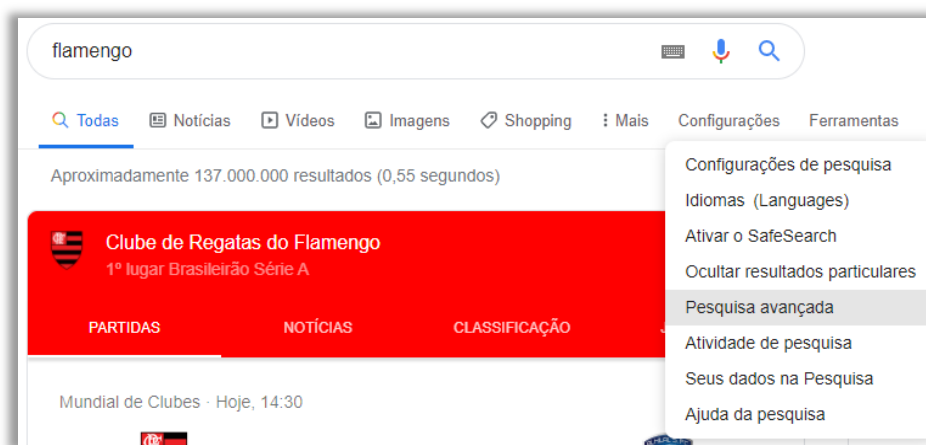 flamengo
Todas Notícias Vídeos Imagens Shopping Mais Configurações Ferramentas
Aproximadamente 137.000.000 resultados (0,55 segundos)
Clube de Regatas do Flamengo
1º lugar Brasileirão Série A
PARTIDAS NOTÍCIAS CLASSIFICAÇÃO
Mundial de Clubes · Hoje, 14:30
Configurações de pesquisa
Idiomas (Languages)
Ativar o SafeSearch
Ocultar resultados particulares
Pesquisa avançada
Atividade de pesquisa
Seus dados na Pesquisa
Ajuda da pesquisa